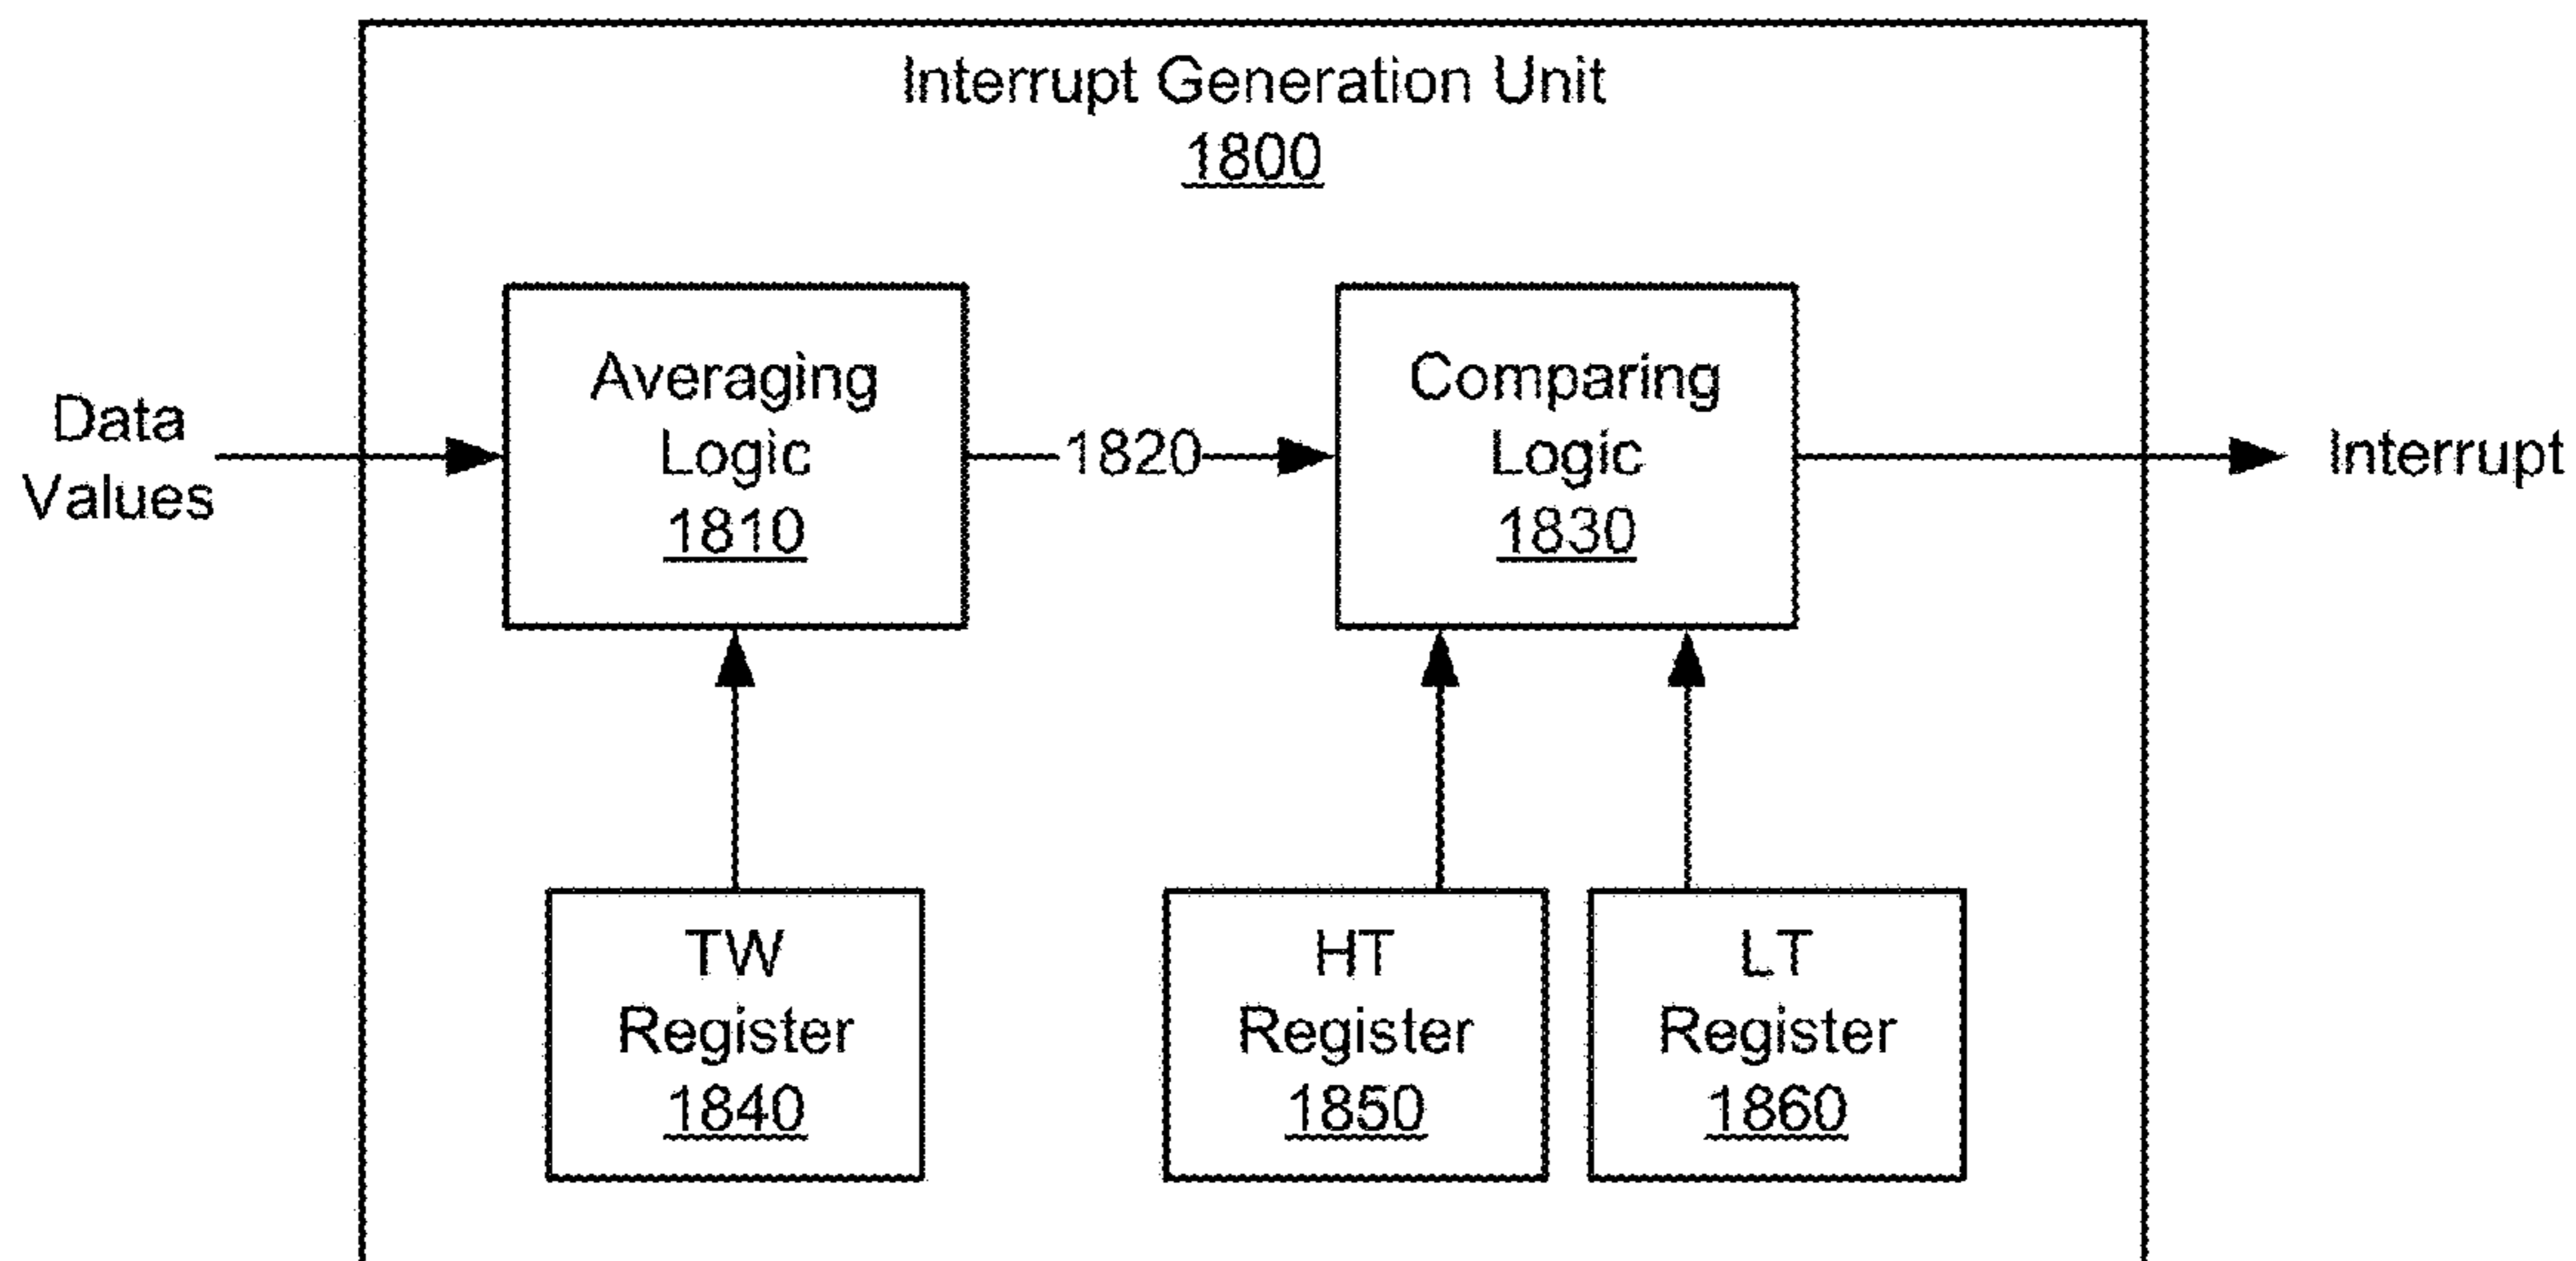 Interrupt Generation Unit
1800
Data
Values
Averaging
Logic
1810
1820
Comparing
Logic
1830
Interrupt
TW
Register
1840
HT
Register
1850
LT
Register
1860